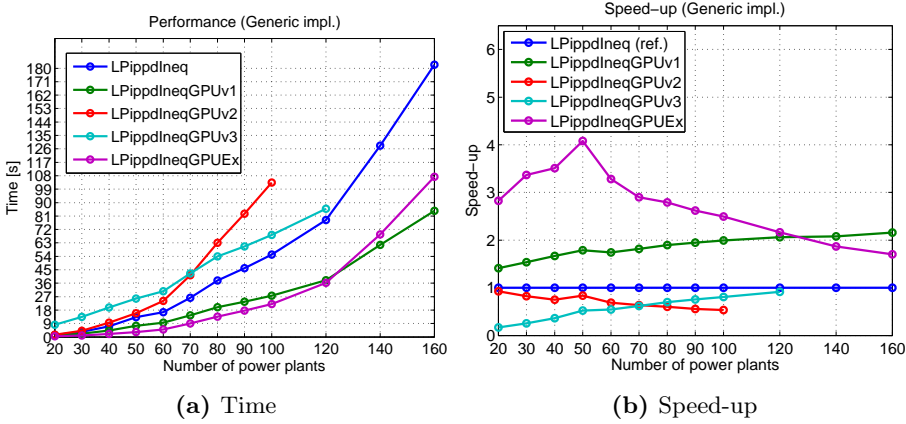 Performance (Generic impl.)
LPippdIneq
LPippdIneqGPUv1
LPippdIneqGPUv2
LPippdIneqGPUv3
LPippdIneqGPUEx
Time [s]
180
171
162
153
144
135
126
117
108
99
90
81
72
63
54
45
36
27
18
9
0
20 30 40 50 60 70 80 90 100 120 140 160
Number of power plants
(a) Time
Speed−up (Generic impl.)
LPippdIneq (ref.)
LPippdIneqGPUv1
LPippdIneqGPUv2
LPippdIneqGPUv3
LPippdIneqGPUEx
Speed−up
6
5
4
3
2
1
0
20 30 40 50 60 70 80 90 100 120 140 160
Number of power plants
(b) Speed-up